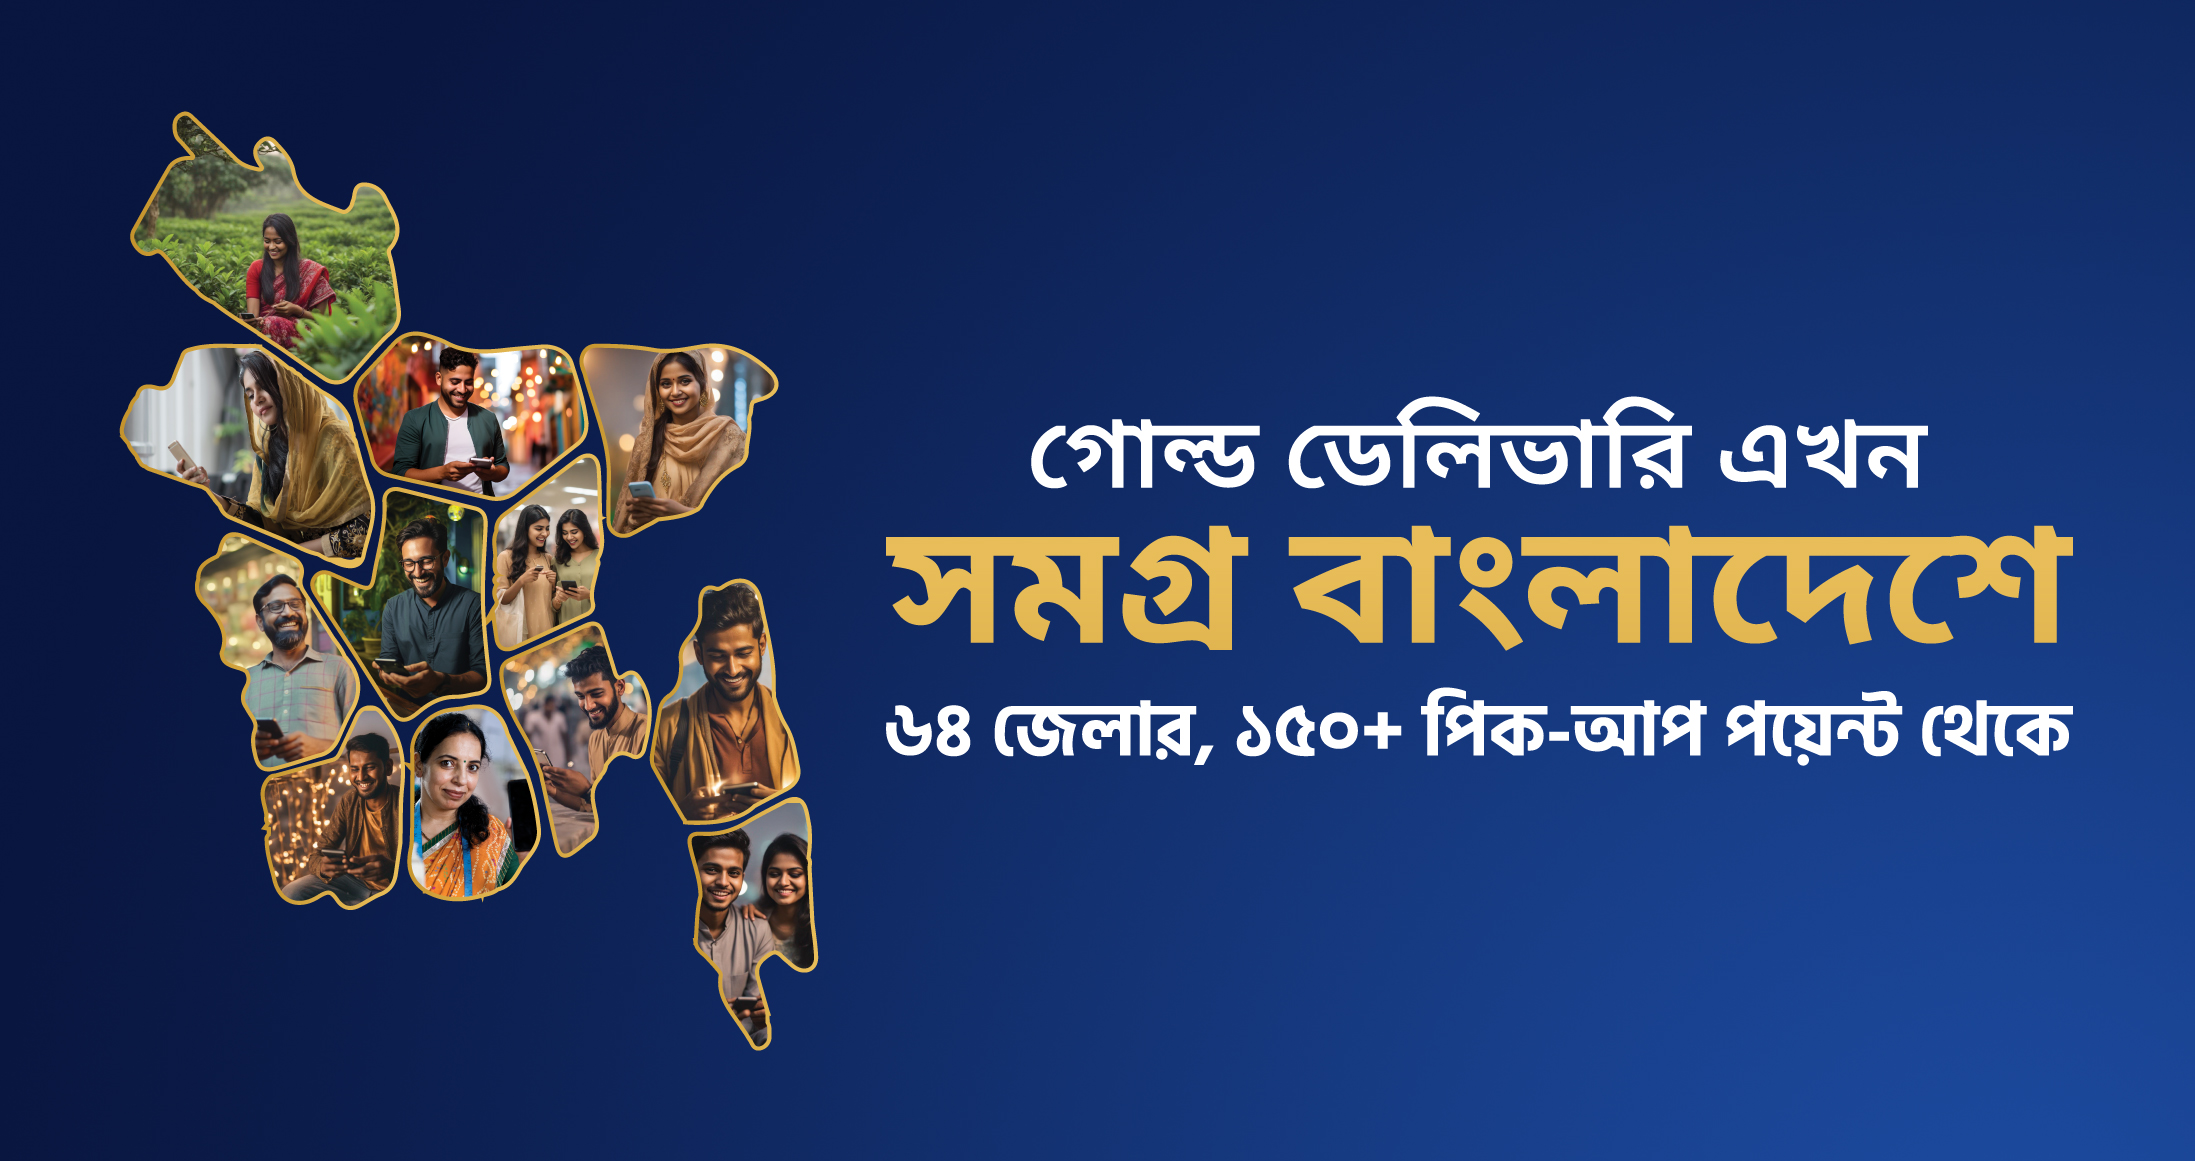 গোল্ড ডেলিভারি এখন
সমগ্র বাংলাদেশে
৬৪ জেলার, ১৫০+ পিক-আপ পয়েন্ট থেকে